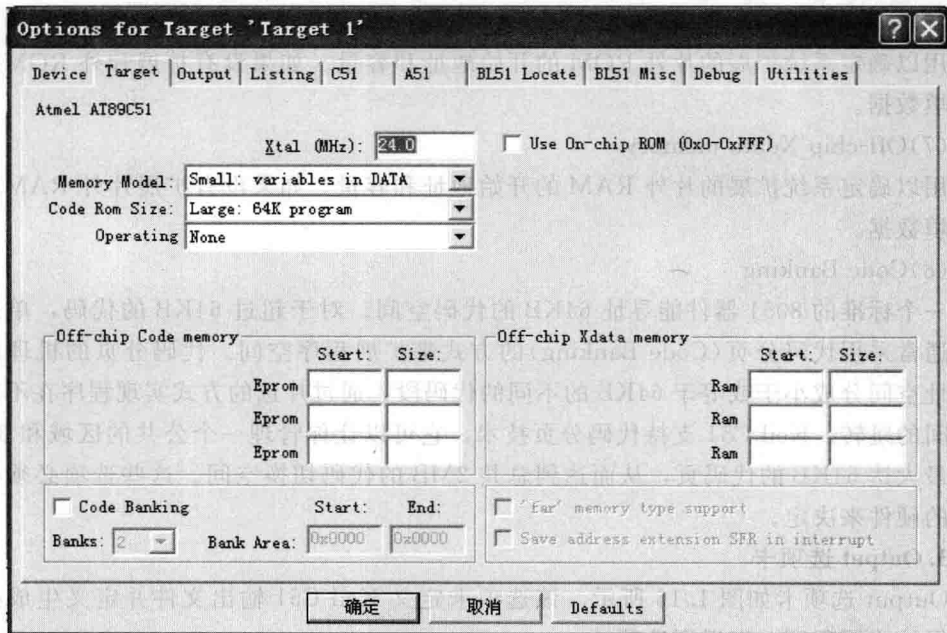 Options for Target 'Target 1'
Device Target Output Listing C51 A51 BL51 Locate BL51 Misc Debug Utilities
Atmel AT89C51
Xtal (MHz): 24.0
Use On-chip ROM (0x0-0xFFF)
Memory Model: Small: variables in DATA
Code Rom Size: Large: 64K program
Operating None
Off-chip Code memory
Start: Size:
Eprom
Eprom
Eprom
Off-chip Xdata memory
Start: Size:
Ram
Ram
Ram
Code Banking Start: End:
Banks: 2 Bank Area: 0x0000 0x0000
'far' memory type support
Save address extension SFR in interrupt
确定 取消 Defaults